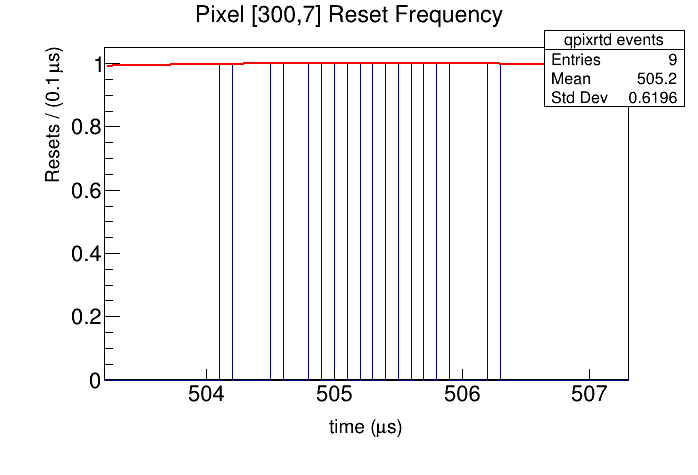 Pixel [300,7] Reset Frequency
qpixrtd events
Entries 9
Mean 505.2
Std Dev 0.6196
Resets / (0.1 μs)
1
0.8
0.6
0.4
0.2
0
504 505 506 507
time (μs)